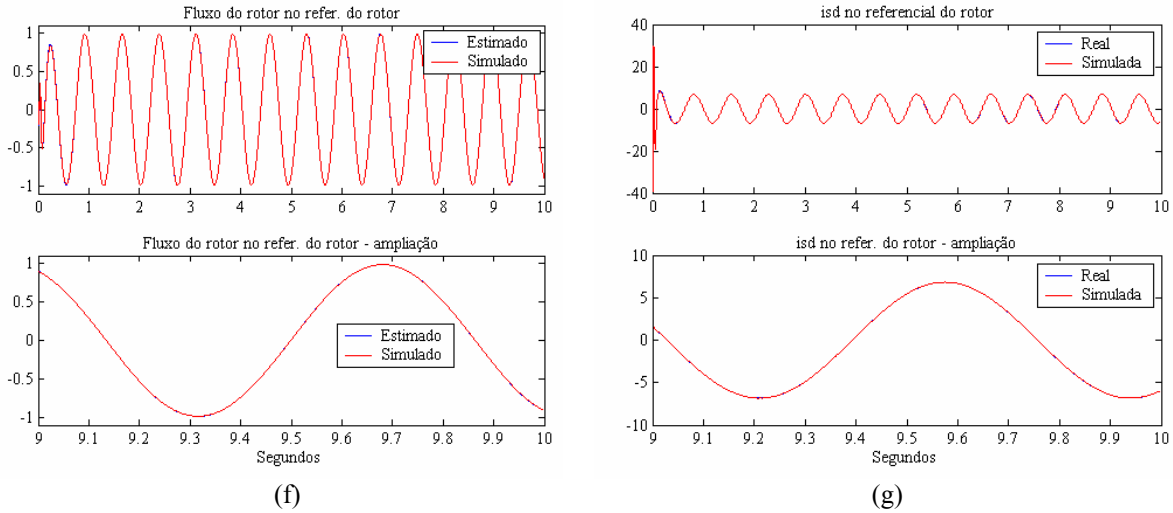 Fluxo do rotor no refer. do rotor
1
0.5
0
-0.5
-1
Estimado
Simulado
0 1 2 3 4 5 6 7 8 9 10
Fluxo do rotor no refer. do rotor - ampliação
1
0.5
0
-0.5
-1
Estimado
Simulado
9 9.1 9.2 9.3 9.4 9.5 9.6 9.7 9.8 9.9 10
Segundos
(f)
isd no referencial do rotor
40
20
0
-20
-40
Real
Simulada
0 1 2 3 4 5 6 7 8 9 10
isd no refer. do rotor - ampliação
10
5
0
-5
-10
Real
Simulada
9 9.1 9.2 9.3 9.4 9.5 9.6 9.7 9.8 9.9 10
Segundos
(g)